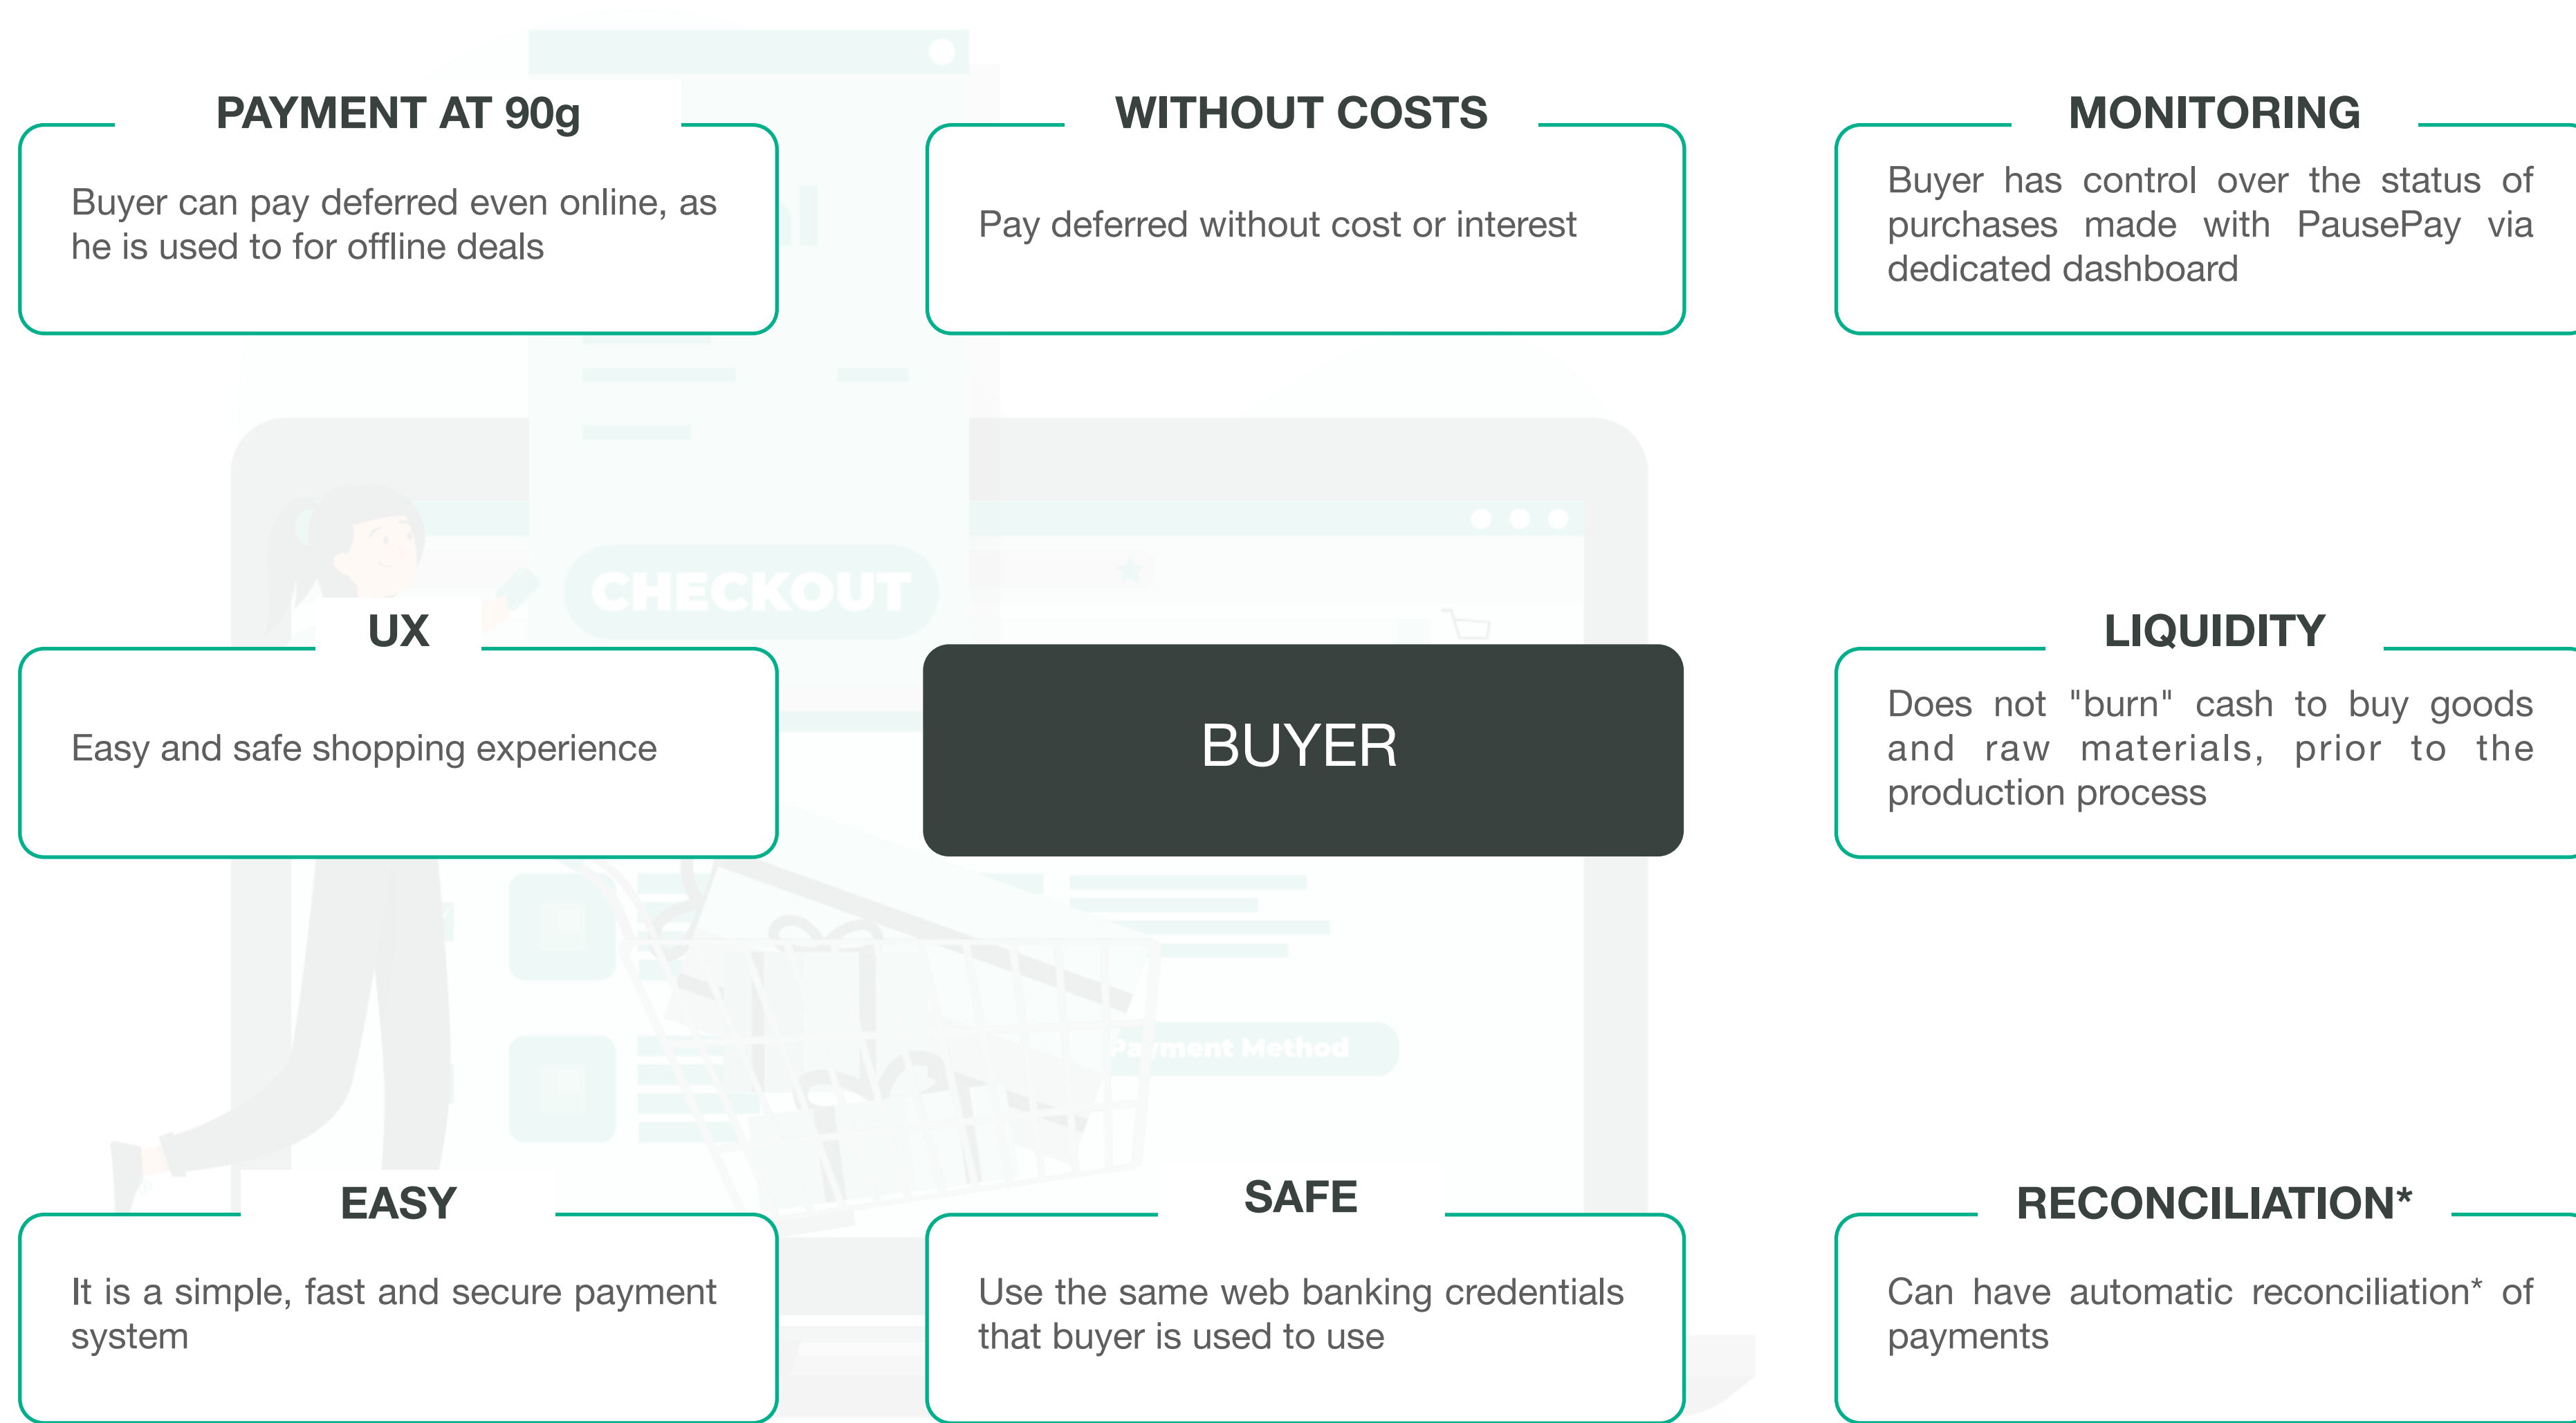 PAYMENT AT 90g
Buyer can pay deferred even online, as
he is used to for offline deals
WITHOUT COSTS
Pay deferred without cost or interest
MONITORING
Buyer has control over the status of
purchases made with PausePay via
dedicated dashboard
CHECKOUT
UX
Easy and safe shopping experience
BUYER
LIQUIDITY
Does not "burn" cash to buy goods
and raw materials, prior to the
production process
Payment Method
EASY
It is a simple, fast and secure payment
system
SAFE
Use the same web banking credentials
that buyer is used to use
RECONCILIATION*
Can have automatic reconciliation* of
payments